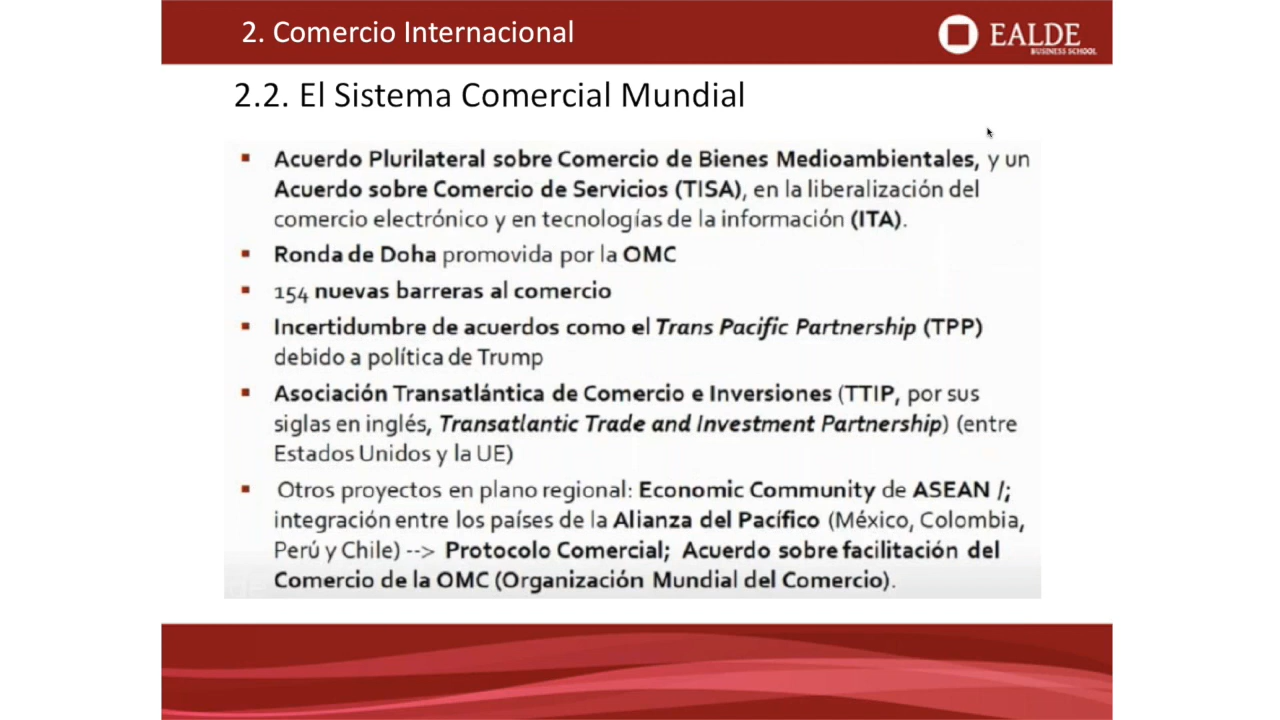 2. Comercio Internacional
EALDE
BUSINESS SCHOOL
2.2. El Sistema Comercial Mundial
▪ Acuerdo Plurilateral sobre Comercio de Bienes Medioambientales, y un
Acuerdo sobre Comercio de Servicios (TISA), en la liberalización del
comercio electrónico y en tecnologías de la información (ITA).
▪ Ronda de Doha promovida por la OMC
▪ 154 nuevas barreras al comercio
▪ Incertidumbre de acuerdos como el Trans Pacific Partnership (TPP)
debido a política de Trump
▪ Asociación Transatlántica de Comercio e Inversiones (TTIP, por sus
siglas en inglés, Transatlantic Trade and Investment Partnership) (entre
Estados Unidos y la UE)
▪ Otros proyectos en plano regional: Economic Community de ASEAN /;
integración entre los países de la Alianza del Pacífico (México, Colombia,
Perú y Chile) --> Protocolo Comercial; Acuerdo sobre facilitación del
Comercio de la OMC (Organización Mundial del Comercio).